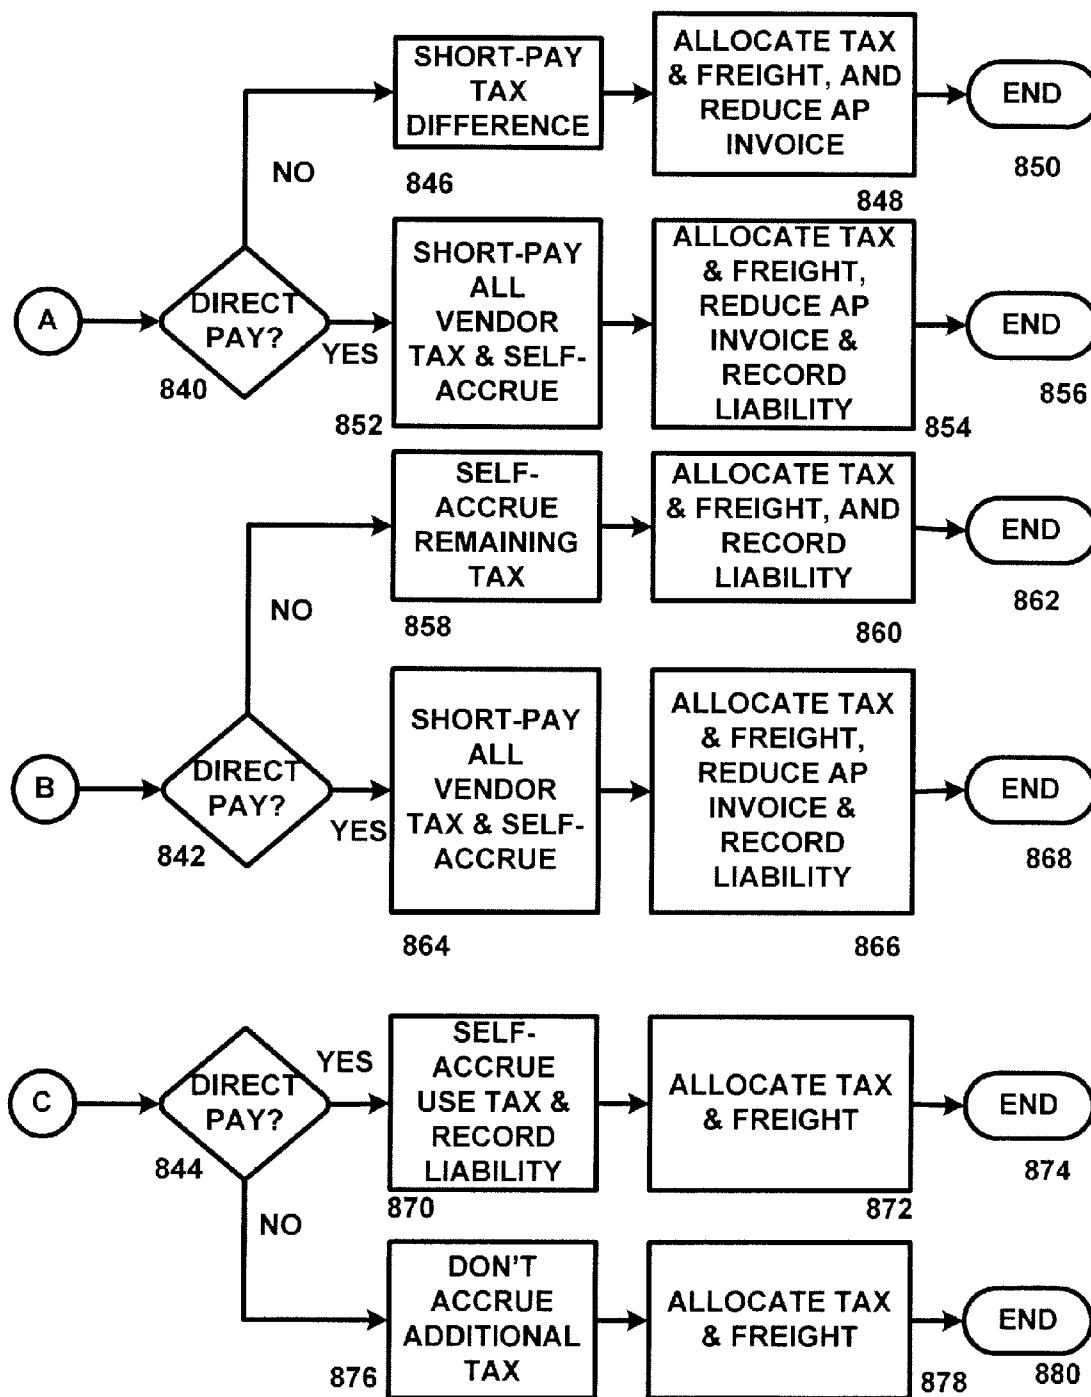 SHORT-PAY
TAX
DIFFERENCE
846
ALLOCATE TAX
& FREIGHT, AND
REDUCE AP
INVOICE
848
END
850
NO
A
DIRECT
PAY?
840
YES
SHORT-PAY
ALL
VENDOR
TAX & SELF-
ACCRUE
852
ALLOCATE TAX
& FREIGHT,
REDUCE AP
INVOICE &
RECORD
LIABILITY
854
END
856
SELF-
ACCRUE
REMAINING
TAX
858
ALLOCATE TAX
& FREIGHT, AND
RECORD
LIABILITY
860
END
862
NO
B
DIRECT
PAY?
842
YES
SHORT-PAY
ALL
VENDOR
TAX & SELF-
ACCRUE
864
ALLOCATE TAX
& FREIGHT,
REDUCE AP
INVOICE &
RECORD
LIABILITY
866
END
868
C
DIRECT
PAY?
844
YES
SELF-
ACCRUE
USE TAX &
RECORD
LIABILITY
870
ALLOCATE TAX
& FREIGHT
872
END
874
NO
DON'T
ACCRUE
ADDITIONAL
TAX
876
ALLOCATE TAX
& FREIGHT
878
END
880